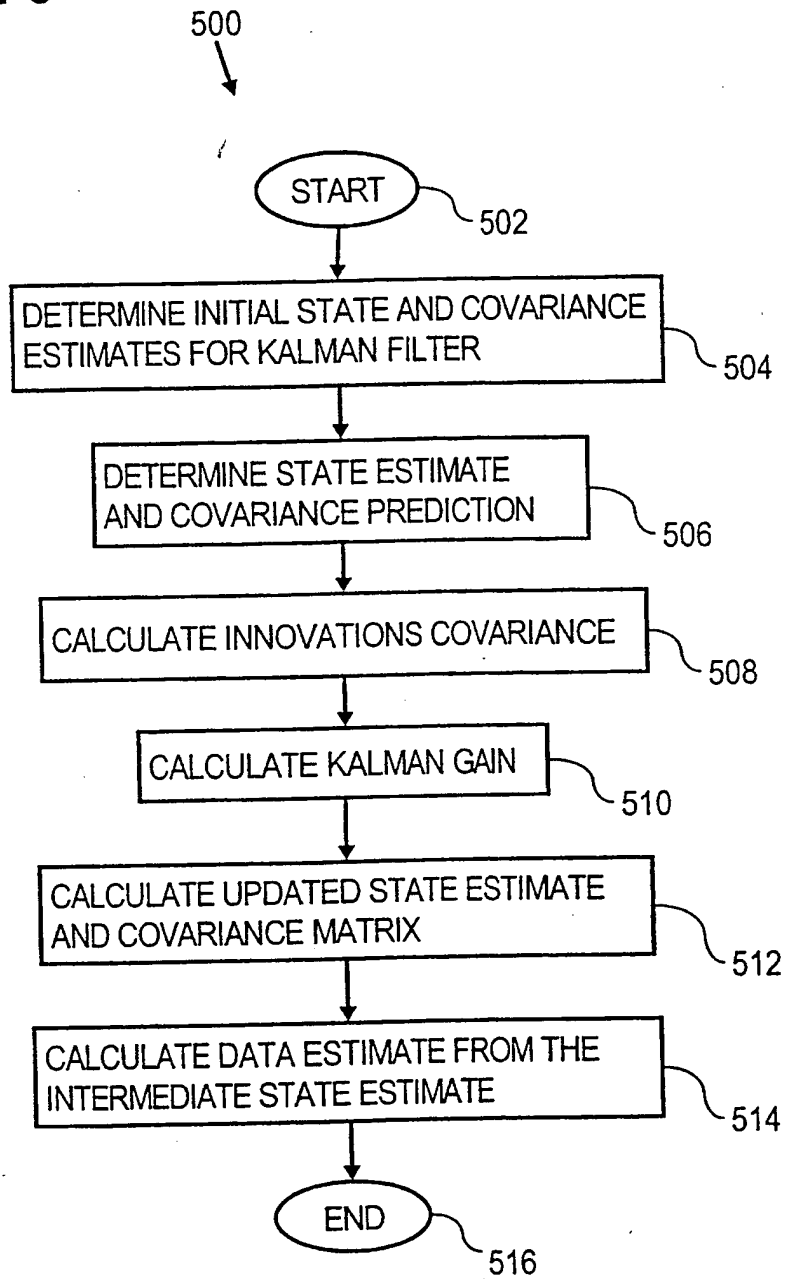 500
START
502
DETERMINE INITIAL STATE AND COVARIANCE
ESTIMATES FOR KALMAN FILTER
504
DETERMINE STATE ESTIMATE
AND COVARIANCE PREDICTION
506
CALCULATE INNOVATIONS COVARIANCE
508
CALCULATE KALMAN GAIN
510
CALCULATE UPDATED STATE ESTIMATE
AND COVARIANCE MATRIX
512
CALCULATE DATA ESTIMATE FROM THE
INTERMEDIATE STATE ESTIMATE
514
END
516